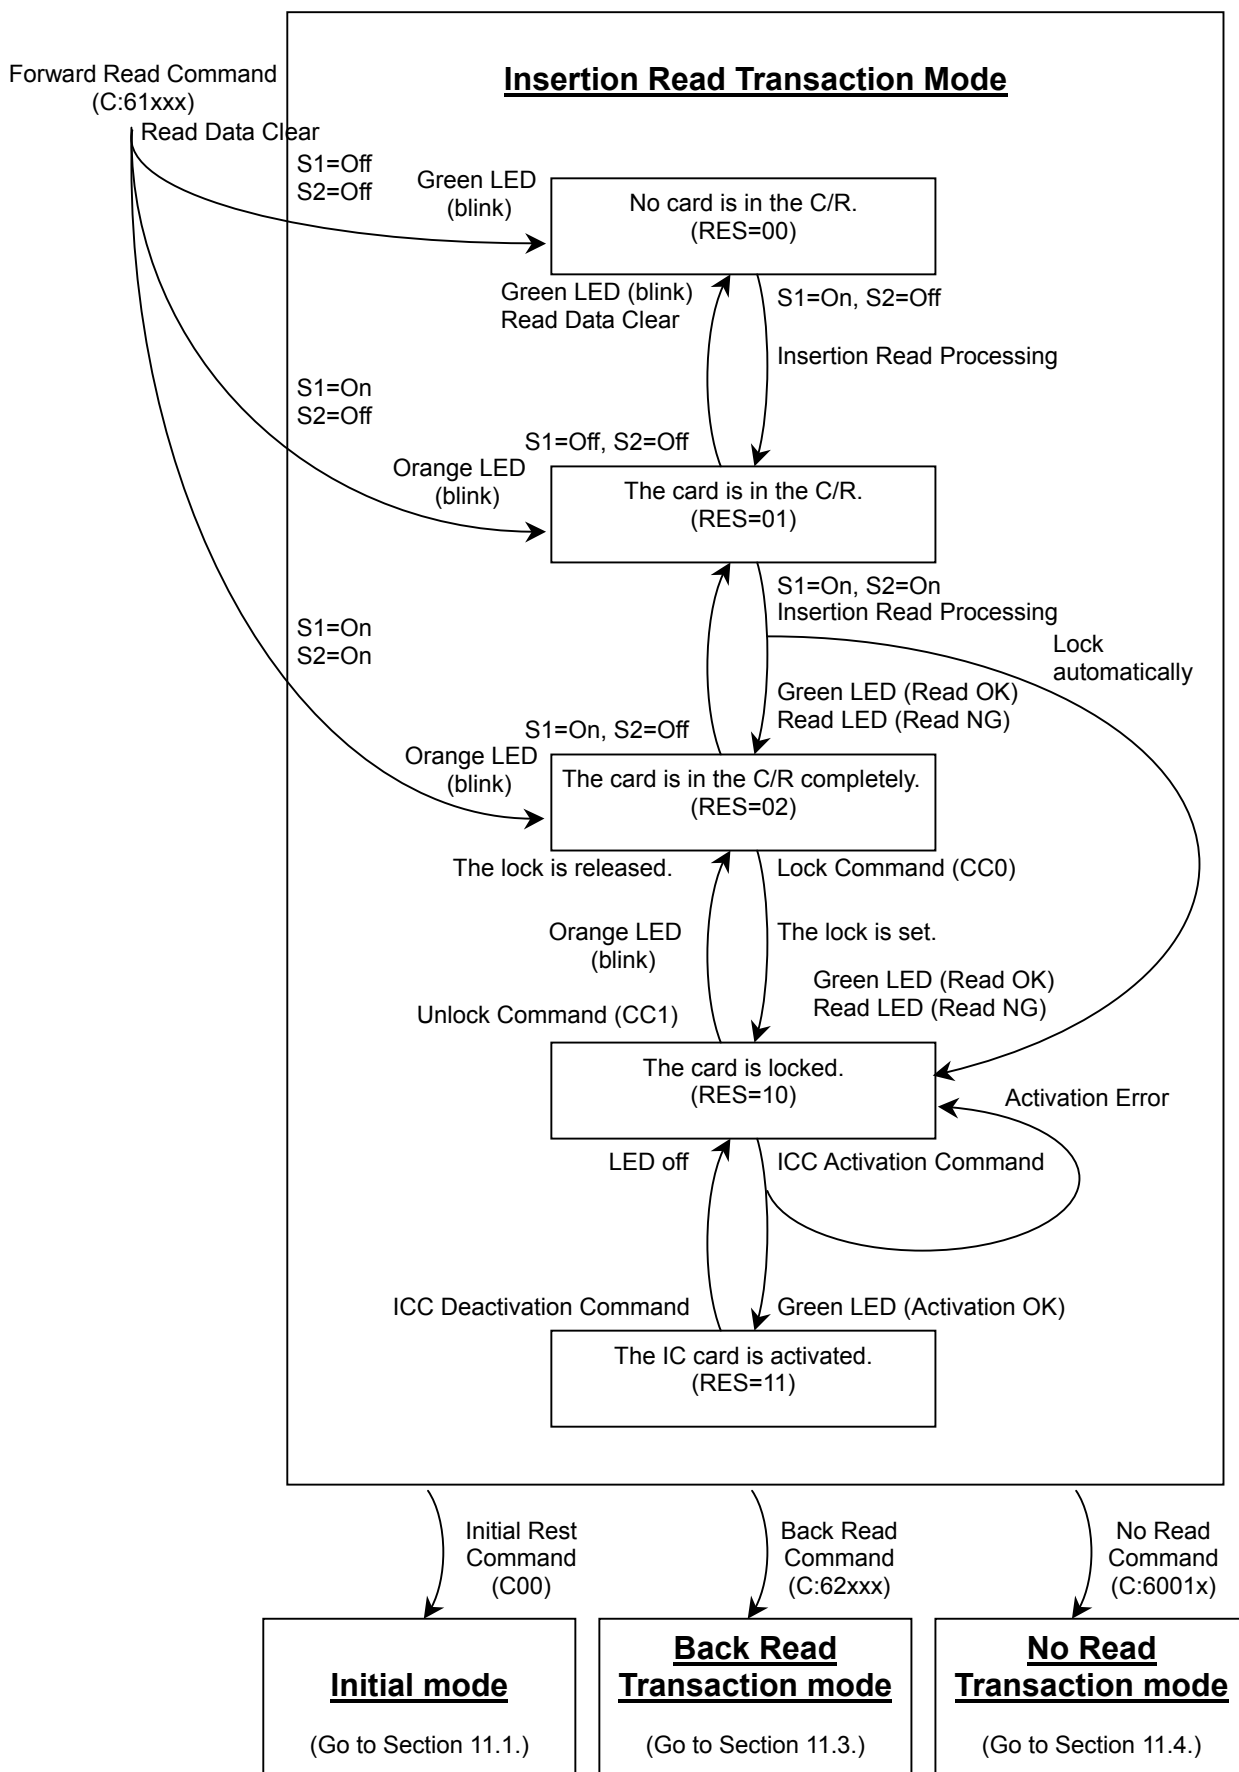 Insertion Read Transaction Mode
Forward Read Command
(C:61xxx)
Read Data Clear
S1=Off
S2=Off
Green LED
(blink)
No card is in the C/R.
(RES=00)
Green LED (blink)
Read Data Clear
S1=On, S2=Off
Insertion Read Processing
S1=On
S2=Off
S1=Off, S2=Off
Orange LED
(blink)
The card is in the C/R.
(RES=01)
S1=On, S2=On
Insertion Read Processing
Lock
automatically
S1=On
S2=On
Green LED (Read OK)
Read LED (Read NG)
S1=On, S2=Off
Orange LED
(blink)
The card is in the C/R completely.
(RES=02)
The lock is released.
Lock Command (CC0)
Orange LED
(blink)
The lock is set.
Green LED (Read OK)
Read LED (Read NG)
Unlock Command (CC1)
The card is locked.
(RES=10)
Activation Error
LED off
ICC Activation Command
ICC Deactivation Command
Green LED (Activation OK)
The IC card is activated.
(RES=11)
Initial Rest
Command
(C00)
Back Read
Command
(C:62xxx)
No Read
Command
(C:6001x)
Initial mode
(Go to Section 11.1.)
Back Read
Transaction mode
(Go to Section 11.3.)
No Read
Transaction mode
(Go to Section 11.4.)